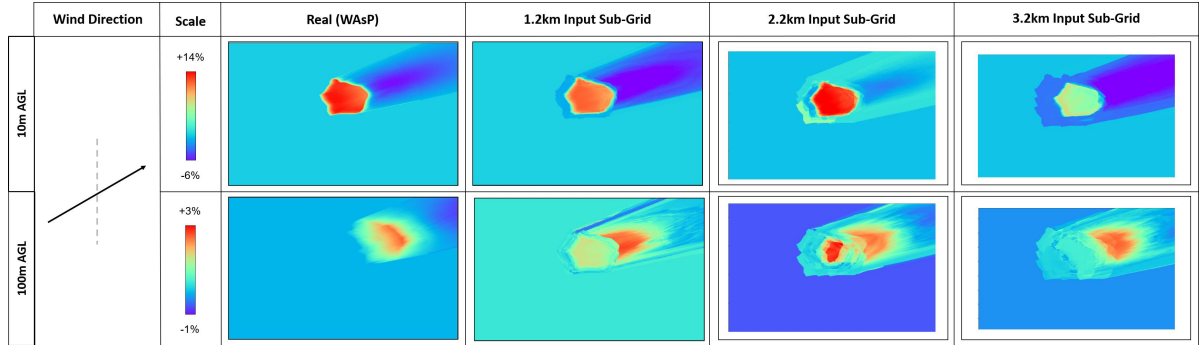 Wind Direction
Scale
Real (WAsP)
1.2km Input Sub-Grid
2.2km Input Sub-Grid
3.2km Input Sub-Grid
10m AGL
+14%
-6%
100m AGL
+3%
-1%